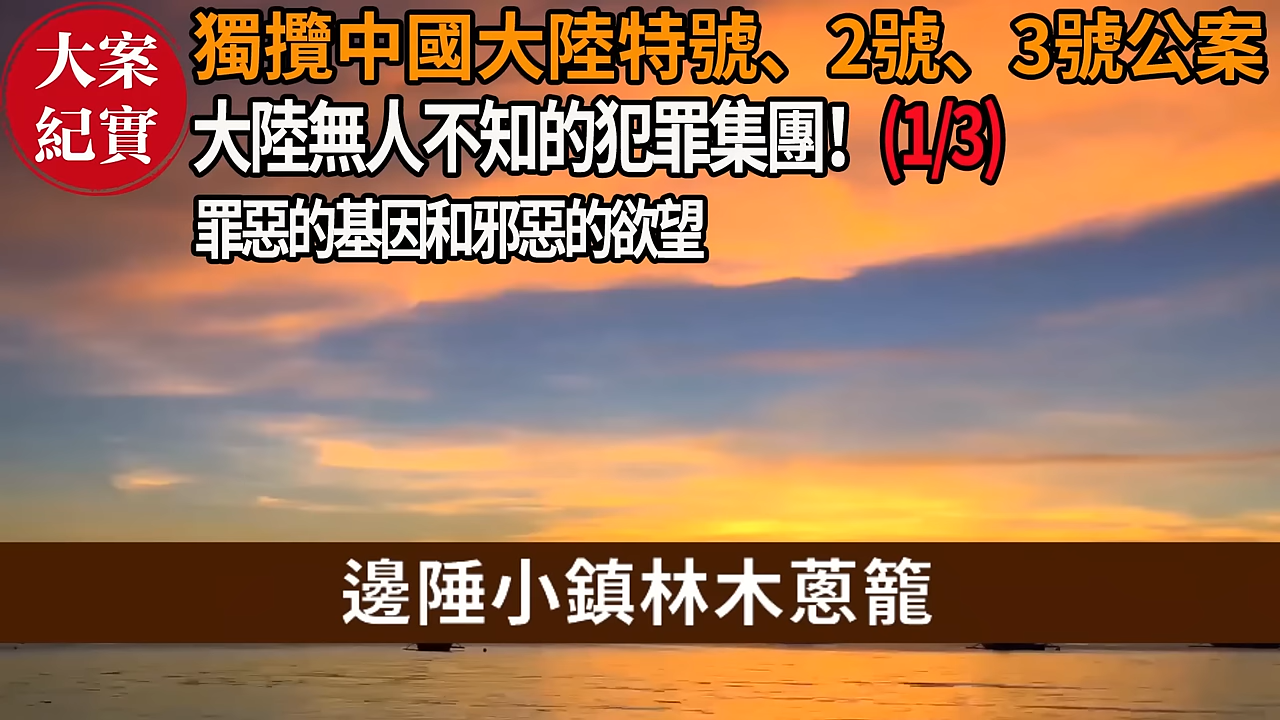 大案
紀實
獨攬中國大陸特號、2號、3號公案
大陸無人不知的犯罪集團！(1/3)
罪惡的基因和邪惡的欲望
邊陲小鎮林木蔥籠